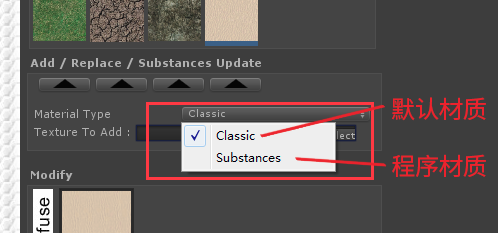 Add / Replace / Substances Update
Material Type
Classic
默认材质
Texture To Add :
lect
Classic
Substances
程序材质
Modify
fuse